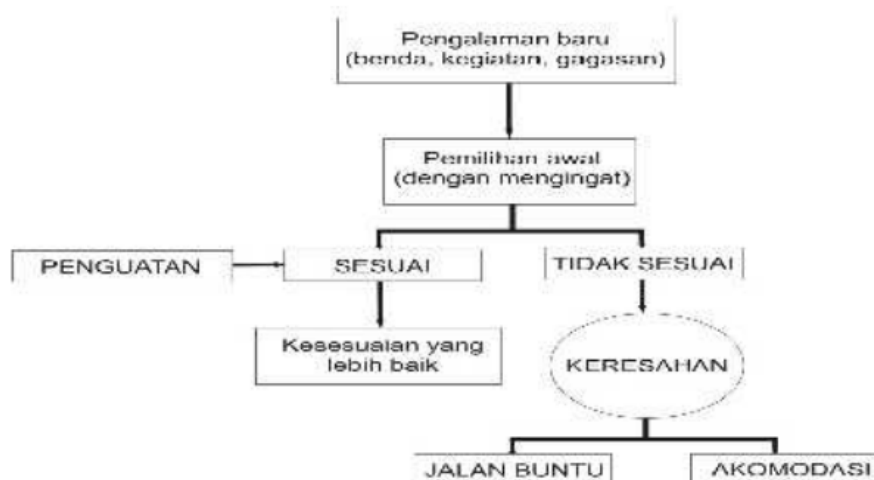 Pengalaman baru
(benda, kegiatan, gagasan)
Pemilihan awal
(dengan mengingat)
PENGUATAN
SESUAI
TIDAK SESUAI
Kesesuaian yang
lebih baik
KERESAHAN
JALAN BUNTU
AKOMODASI